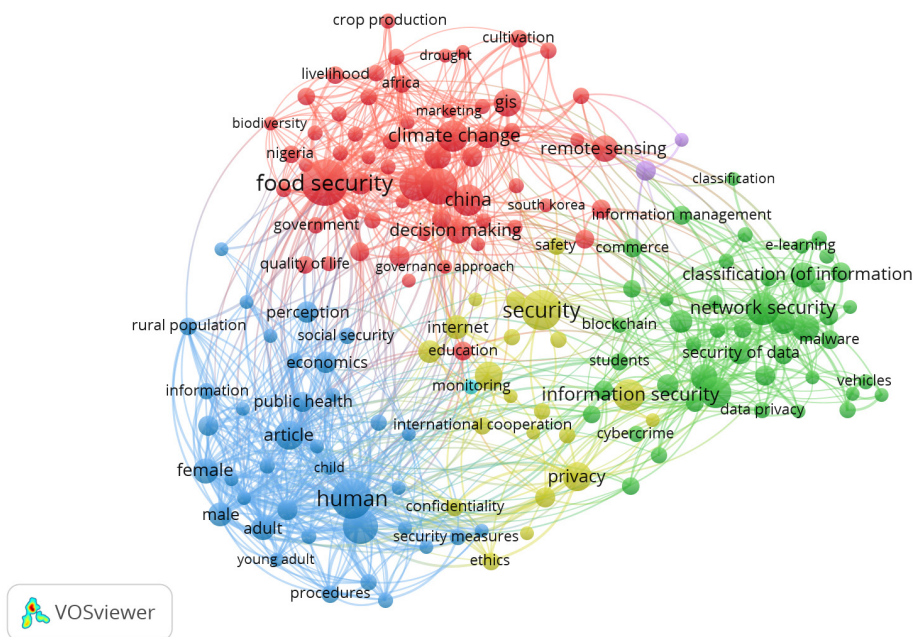 crop production
cultivation
drought
livelihood
africa
gis
marketing
biodiversity
climate change
remote sensing
nigeria
classification
food security
china
south korea
information management
government
decision making
safety
commerce
e-learning
quality of life
governance approach
classification (of information
security
network security
perception
rural population
internet
blockchain
social security
malware
education
security of data
economics
students
monitoring
vehicles
information
information security
public health
data privacy
international cooperation
article
cybercrime
female
child
privacy
human
confidentiality
male
adult
security measures
young adult
ethics
procedures
VOSviewer